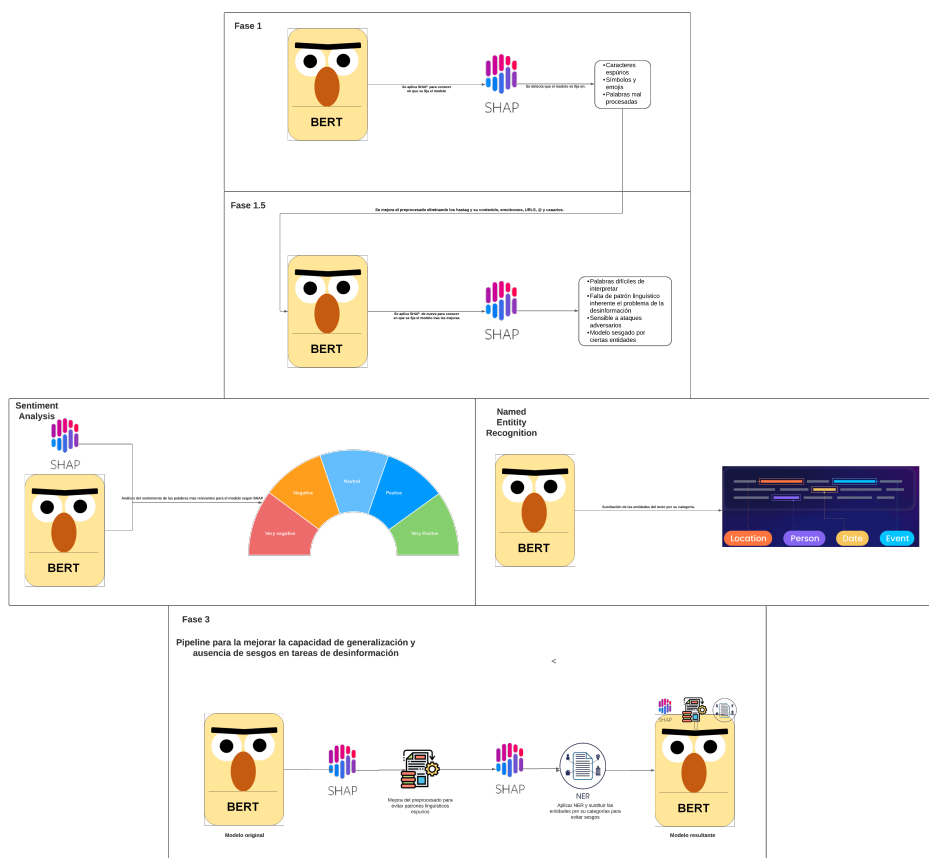 Fase 1
BERT
Se aplica SHAP para conocer
en que se fija el modelo
SHAP
Se detecta que el modelo se fija en:
•Caracteres
espúrios
•Símbolos y
emojis
•Palabras mal
procesadas
Fase 1.5
Se mejora el preprocesado eliminando los hastag y su contenido, emoticonos, URLS, @ y usuarios.
BERT
Se aplica SHAP de nuevo para conocer
en que se fija el modelo tras las mejoras
SHAP
•Palabras difíciles de
interpretar
•Falta de patrón linguístico
inherente el problema de la
desinformación
•Sensible a ataques
adversarios
•Modelo sesgado por
ciertas entidades
Sentiment
Analysis
SHAP
BERT
Análisis del sentimiento de las palabras más relevantes para el modelo según SHAP
Very negative
Negative
Neutral
Positive
Very Positive
Named
Entitity
Recognition
BERT
Sustitución de las entidades del texto por su categoría.
Location
Person
Date
Event
Fase 3
Pipeline para la mejorar la capacidad de generalización y
ausencia de sesgos en tareas de desinformación
<
BERT
Modelo original
SHAP
Mejora del preprocesado para
evitar patrones linguísticos
espurios
SHAP
NER
Aplicar NER y sustituir las
entidades por su categorías para
evitar sesgos
SHAP
BERT
Modelo resultante